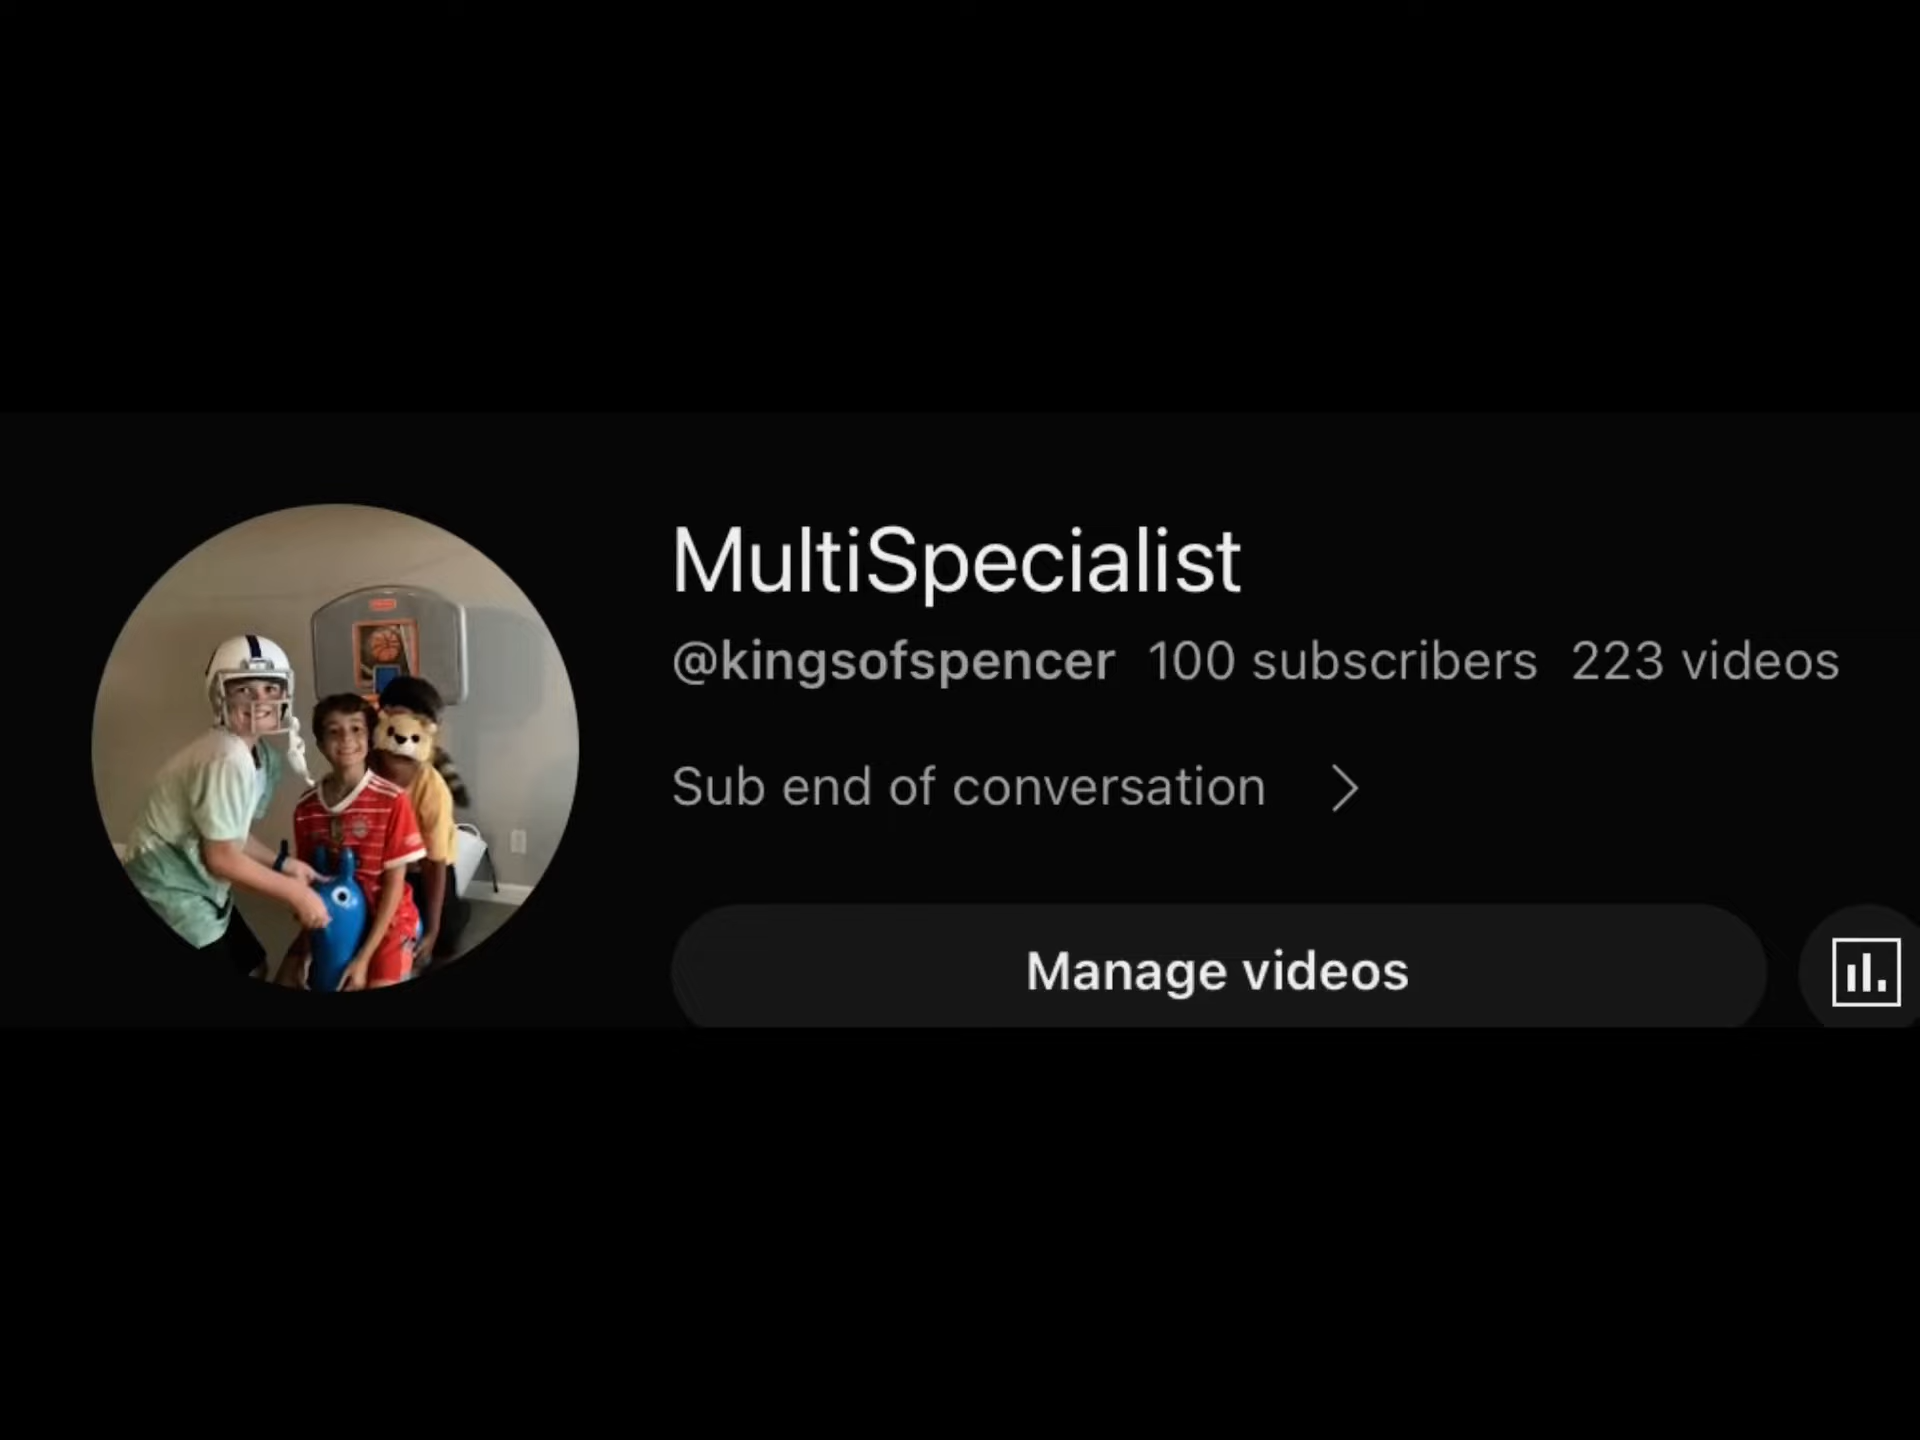 MultiSpecialist
@kingsofspencer 100 subscribers 223 videos
Sub end of conversation
Manage videos